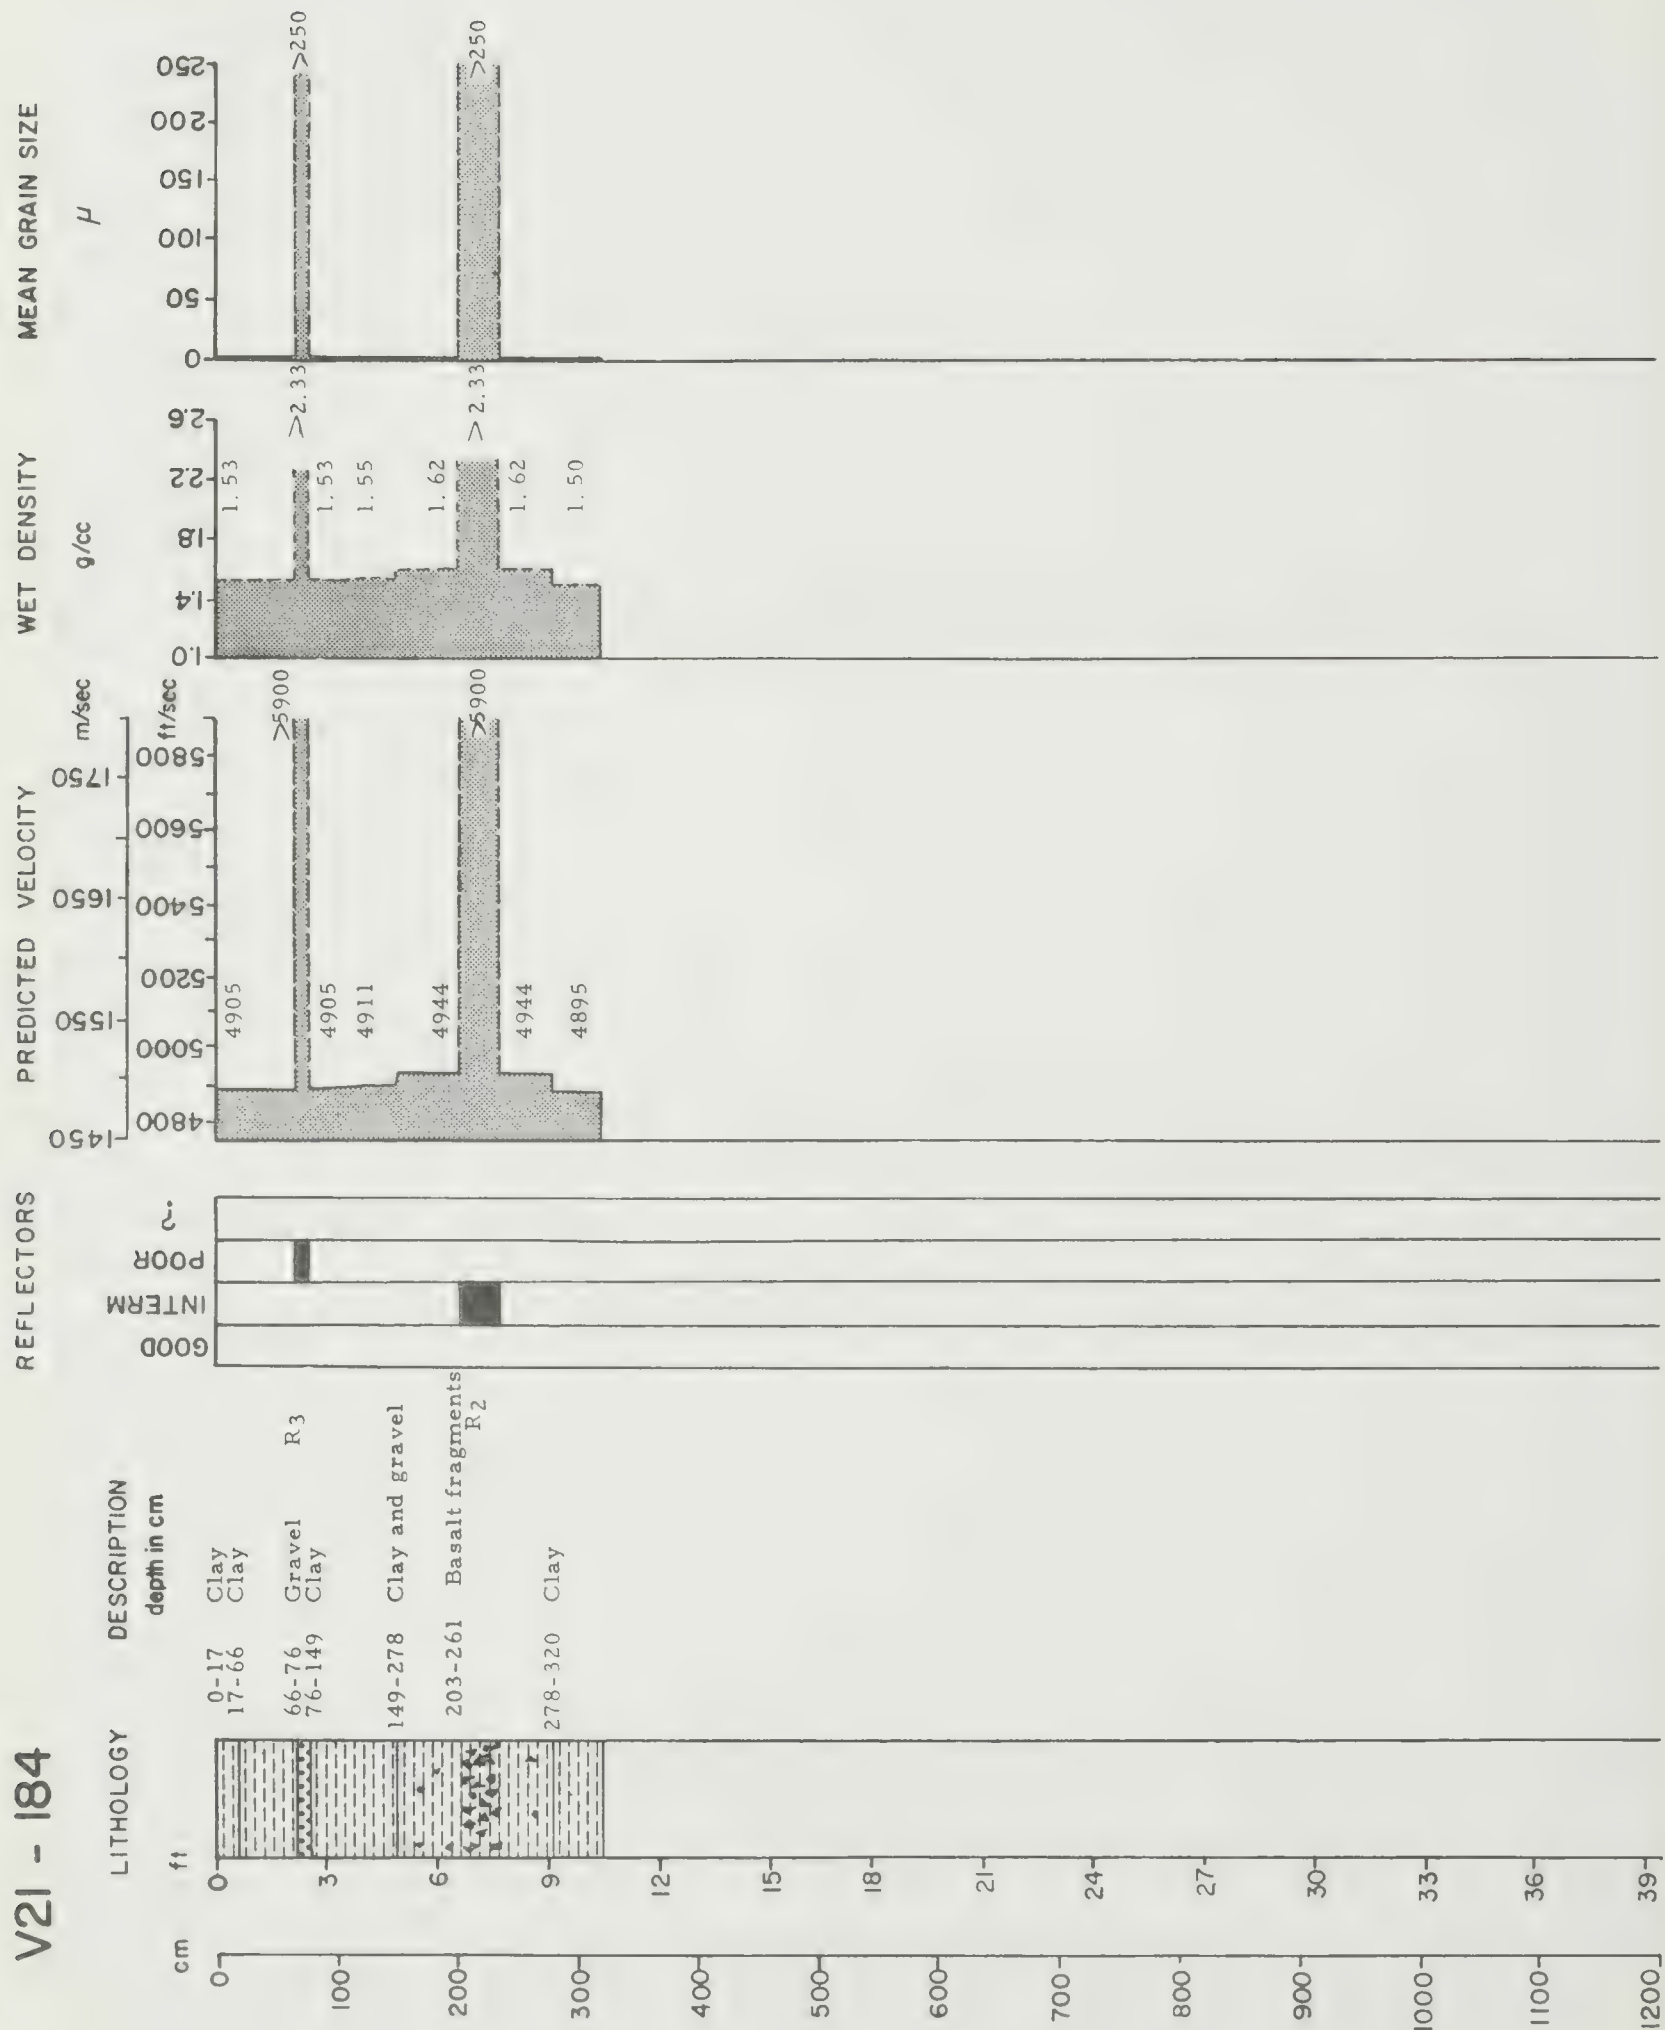 V21 - 184
LITHOLOGY
DESCRIPTION
depth in cm
REFLECTORS
GOOD
INTERM
POOR
?
PREDICTED VELOCITY
m/sec
1450
1550
1650
1750
ft/sec
4800
5000
5200
5400
5600
5800
WET DENSITY
g/cc
1.0
1.4
1.8
2.2
2.6
MEAN GRAIN SIZE
μ
0
50
100
150
200
250
cm
0
100
200
300
400
500
600
700
800
900
1000
1100
1200
ft
0
3
6
9
12
15
18
21
24
27
30
33
36
39
0-17 Clay
17-66 Clay
66-76 Gravel R3
76-149 Clay
149-278 Clay and gravel
203-261 Basalt fragments
R2
278-320 Clay
4905
>5900
4905
4911
4944
>5900
4944
4895
1.53
>2.33
1.53
1.55
1.62
>2.33
1.62
1.50
>250
>250